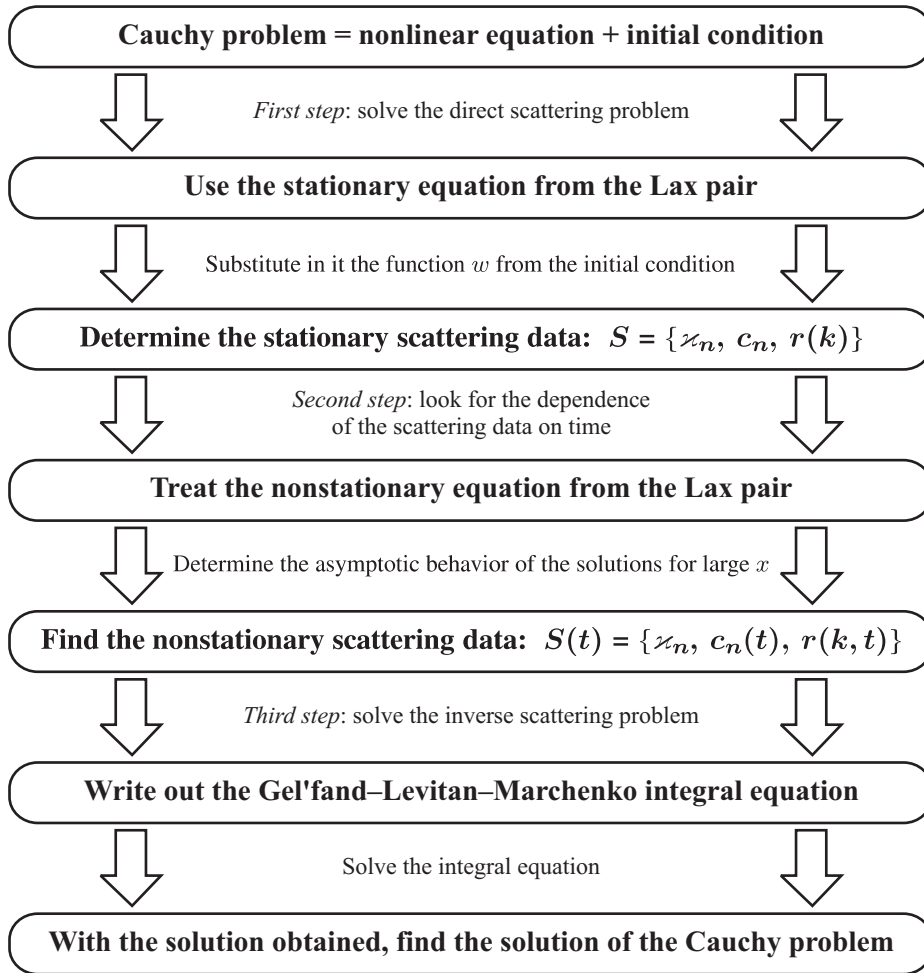 Cauchy problem = nonlinear equation + initial condition
First step: solve the direct scattering problem
Use the stationary equation from the Lax pair
Substitute in it the function w from the initial condition
Determine the stationary scattering data: S = {ϰₙ, cₙ, r(k)}
Second step: look for the dependence
of the scattering data on time
Treat the nonstationary equation from the Lax pair
Determine the asymptotic behavior of the solutions for large x
Find the nonstationary scattering data: S(t) = {ϰₙ, cₙ(t), r(k, t)}
Third step: solve the inverse scattering problem
Write out the Gel'fand–Levitan–Marchenko integral equation
Solve the integral equation
With the solution obtained, find the solution of the Cauchy problem